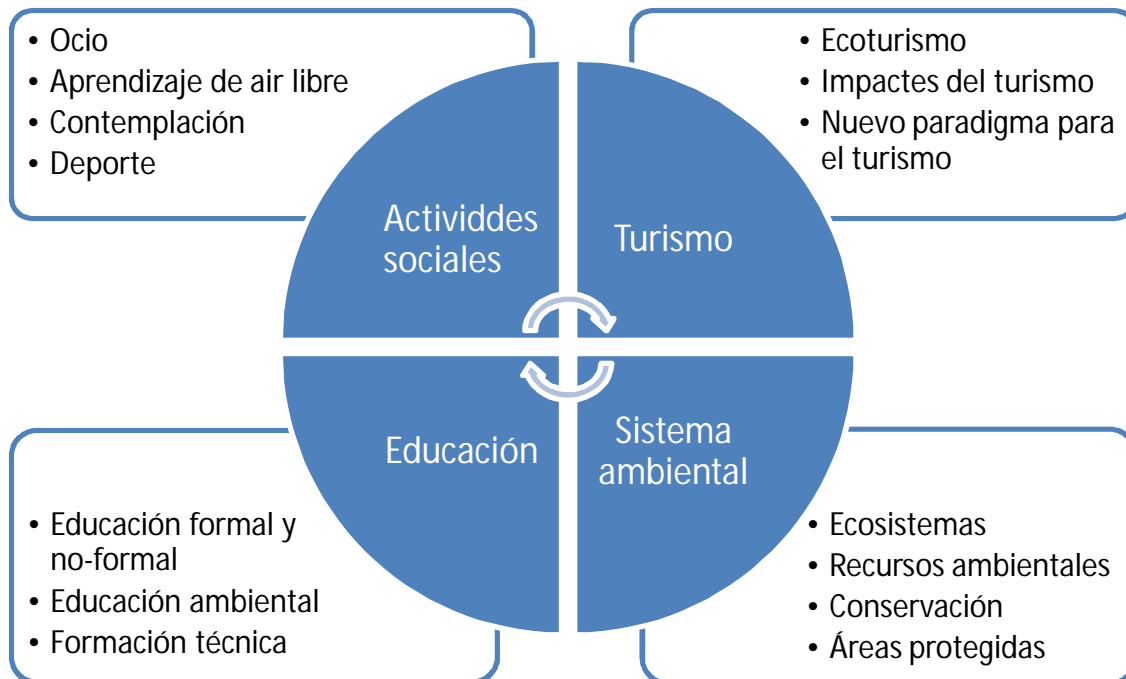 • Ocio
• Aprendizaje de air libre
• Contemplación
• Deporte
• Ecoturismo
• Impactes del turismo
• Nuevo paradigma para
el turismo
Actividdes
sociales
Turismo
Educación
Sistema
ambiental
• Educación formal y
no-formal
• Educación ambiental
• Formación técnica
• Ecosistemas
• Recursos ambientales
• Conservación
• Áreas protegidas